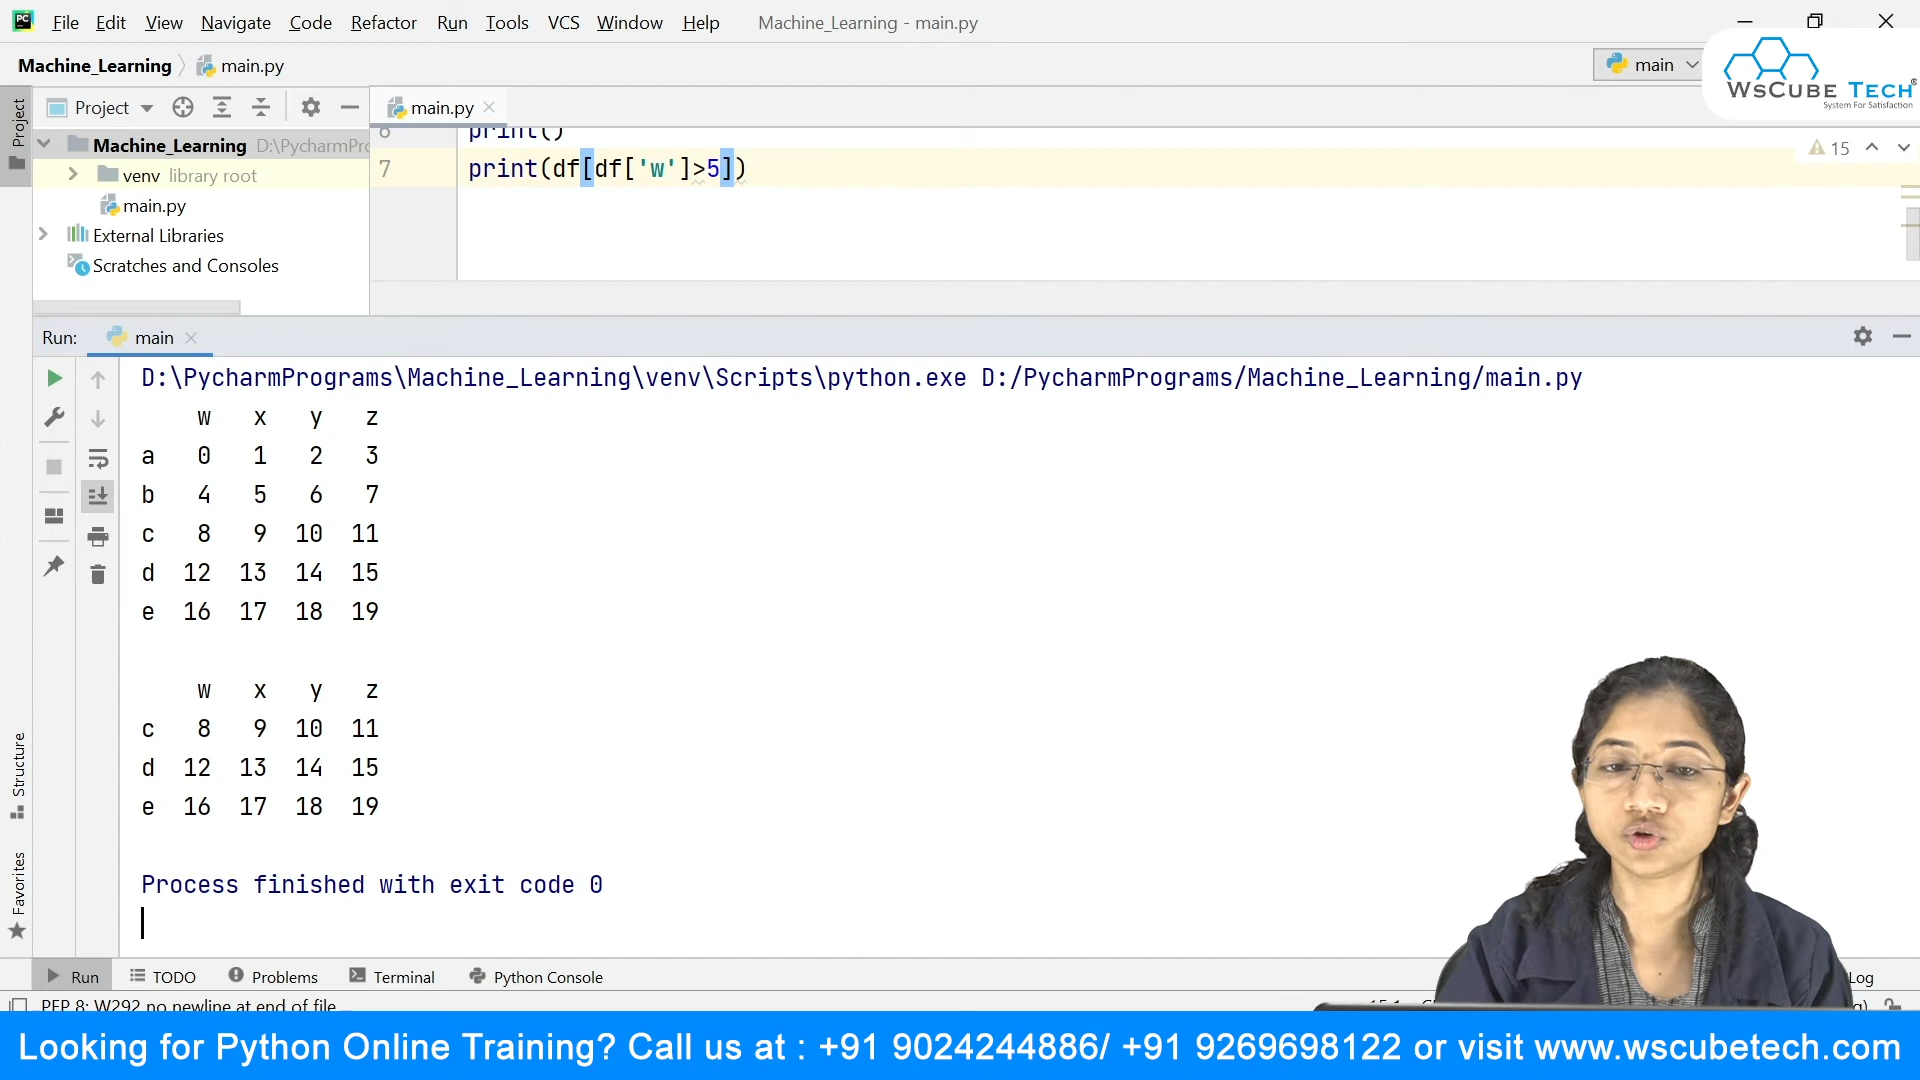 File Edit View Navigate Code Refactor Run Tools VCS Window Help Machine_Learning - main.py
Machine_Learning main.py
main
WsCube Tech®
System For Satisfaction
Project
Project
main.py
Machine_Learning D:\PycharmPro
venv library root
main.py
External Libraries
Scratches and Consoles
6 print()
7 print(df[df['w']>5])
15
Run: main
D:\PycharmPrograms\Machine_Learning\venv\Scripts\python.exe D:/PycharmPrograms/Machine_Learning/main.py
w x y z
a 0 1 2 3
b 4 5 6 7
c 8 9 10 11
d 12 13 14 15
e 16 17 18 19
w x y z
c 8 9 10 11
d 12 13 14 15
e 16 17 18 19
Process finished with exit code 0
Structure
Favorites
Run TODO Problems Terminal Python Console Log
PEP 8: W292 no newline at end of file
Looking for Python Online Training? Call us at : +91 9024244886/ +91 9269698122 or visit www.wscubetech.com